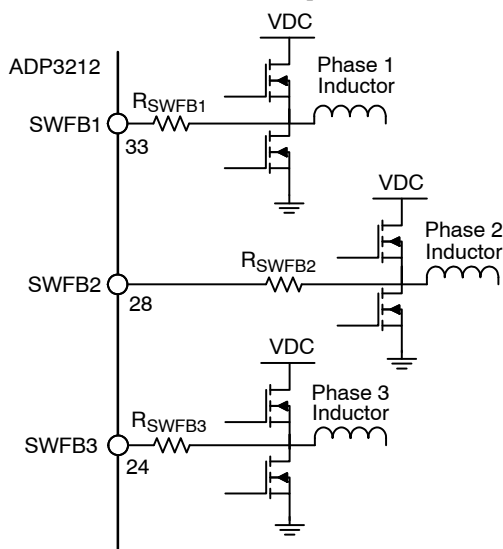 VDC
ADP3212
Phase 1
Inductor
RSWFB1
SWFB1
33
VDC
Phase 2
Inductor
RSWFB2
SWFB2
28
VDC
Phase 3
Inductor
RSWFB3
SWFB3
24